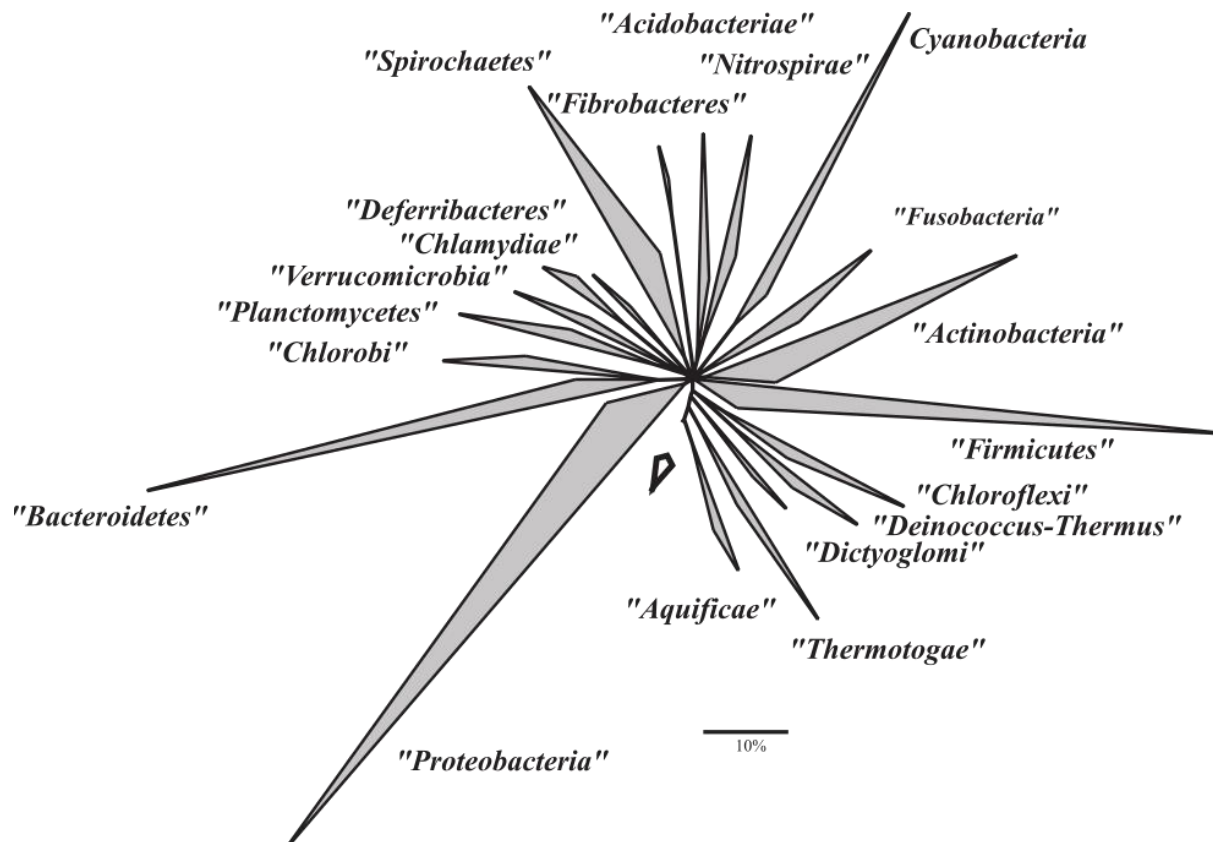 "Acidobacteriae"
Cyanobacteria
"Spirochaetes"
"Nitrospirae"
"Fibrobacteres"
"Deferribacteres"
"Fusobacteria"
"Chlamydiae"
"Verrucomicrobia"
"Planctomycetes"
"Actinobacteria"
"Chlorobi"
"Firmicutes"
"Chloroflexi"
"Bacteroidetes"
"Deinococcus-Thermus"
"Dictyoglomi"
"Aquificae"
"Thermotogae"
10%
"Proteobacteria"